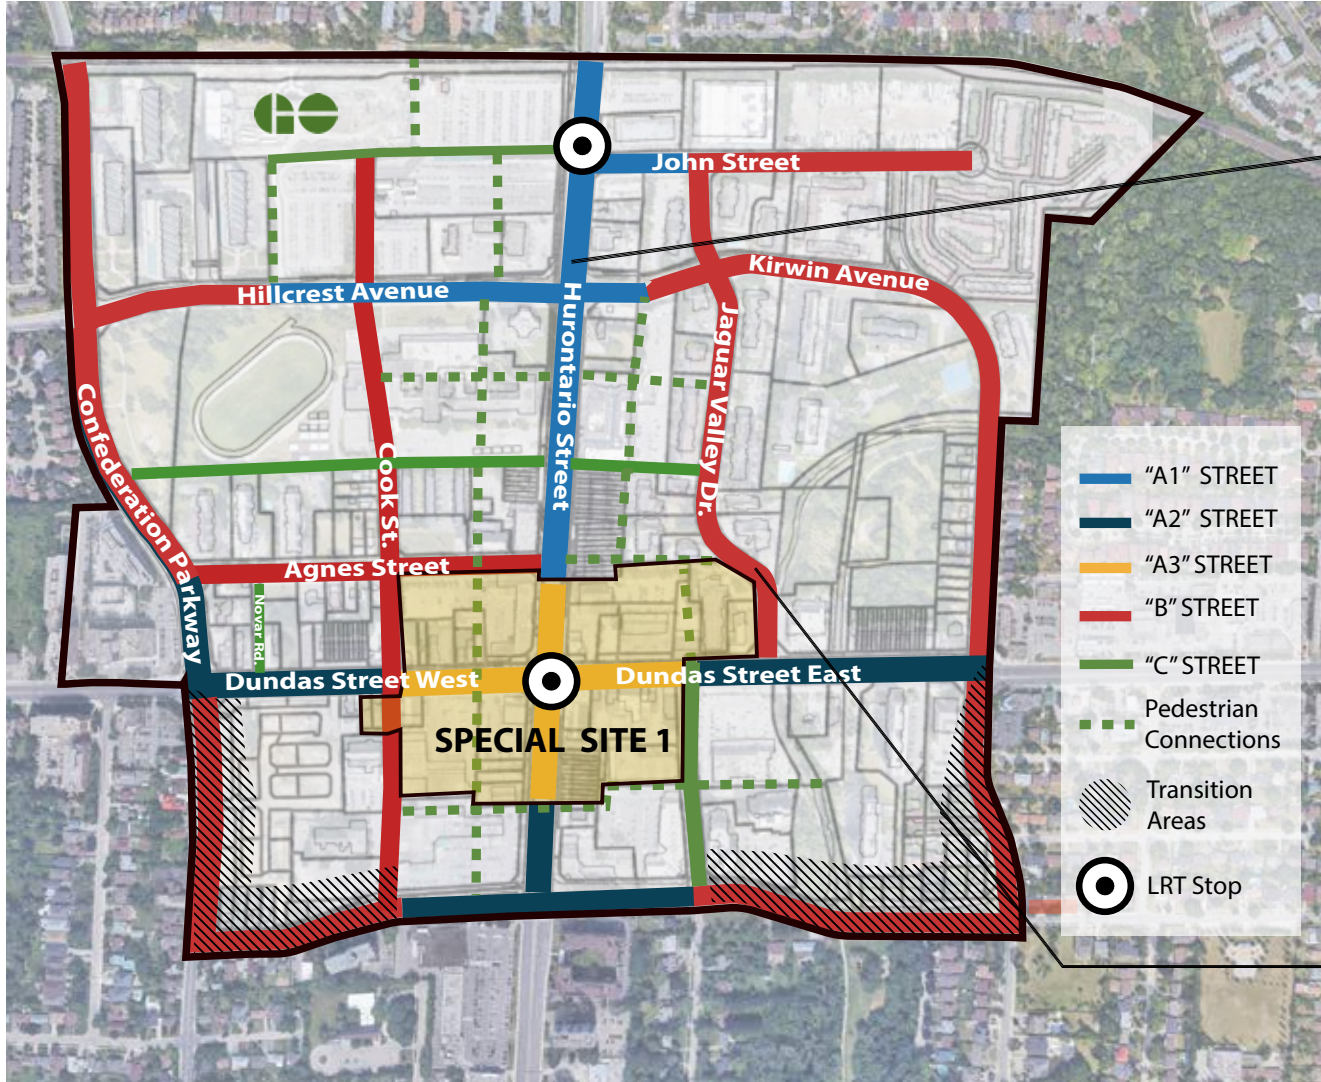 GO
John Street
Kirwin Avenue
Hillcrest Avenue
Hurontario Street
Jaguar Valley Dr.
Confederation Parkway
Cook St.
Agnes Street
Novar Rd.
Dundas Street West
Dundas Street East
SPECIAL SITE 1
“A1” STREET
“A2” STREET
“A3” STREET
“B” STREET
“C” STREET
Pedestrian
Connections
Transition
Areas
LRT Stop